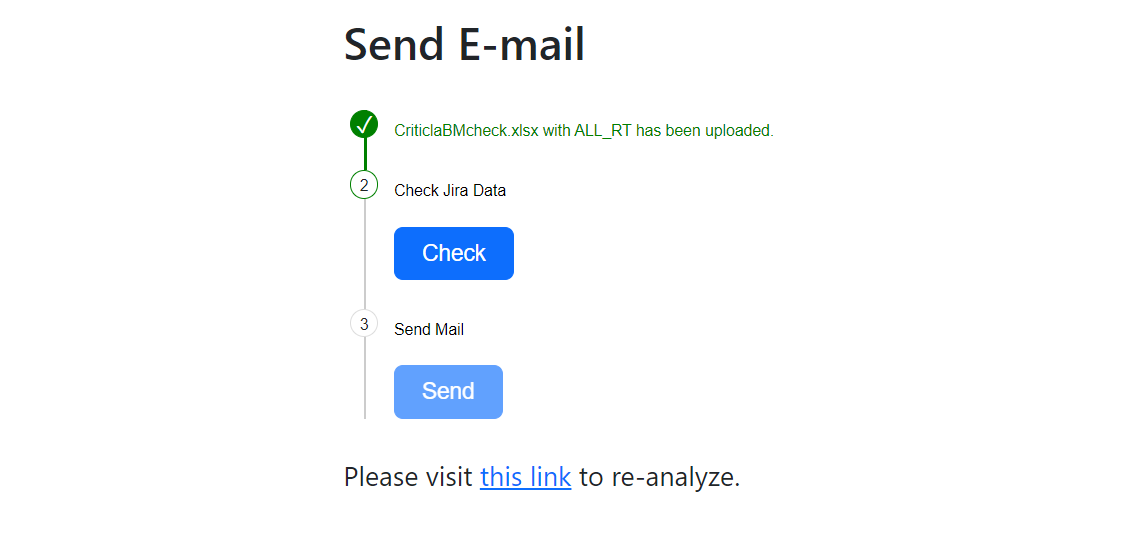 Send E-mail
CriticlaBMcheck.xlsx with ALL_RT has been uploaded.
2
Check Jira Data
Check
3
Send Mail
Send
Please visit this link to re-analyze.